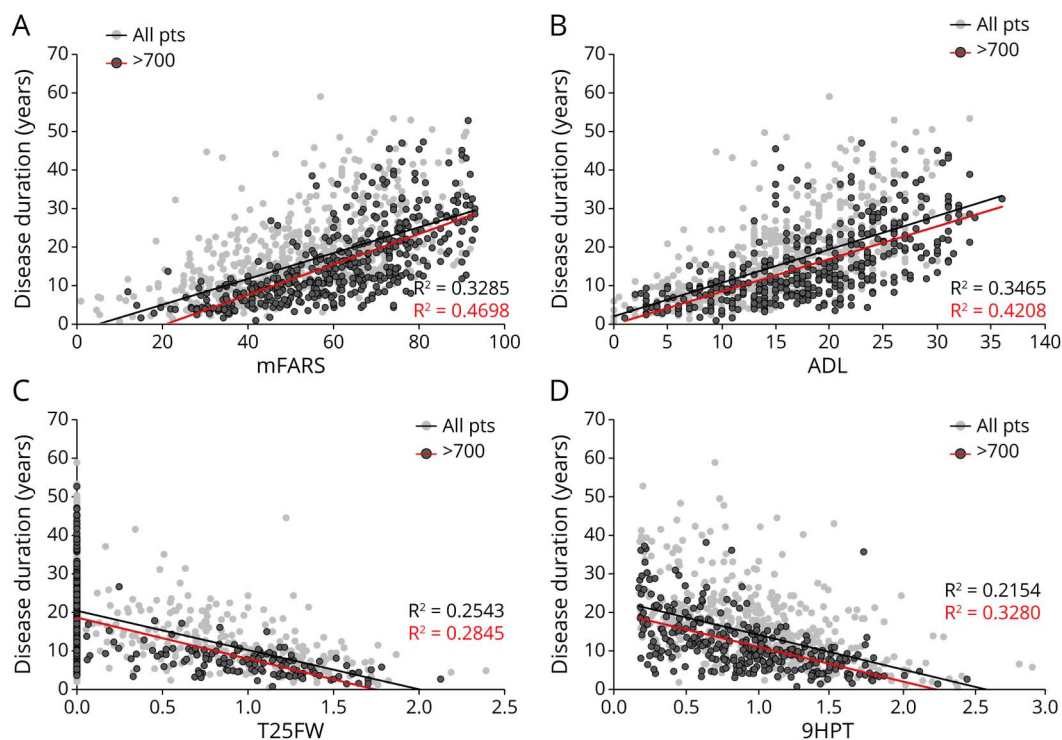 A
All pts
>700
Disease duration (years)
70
60
50
40
30
20
10
0
R² = 0.3285
R² = 0.4698
0 20 40 60 80 100
mFARS
B
All pts
>700
Disease duration (years)
70
60
50
40
30
20
10
0
R² = 0.3465
R² = 0.4208
0 5 10 15 20 25 30 35 140
ADL
C
All pts
>700
Disease duration (years)
70
60
50
40
30
20
10
0
R² = 0.2543
R² = 0.2845
0.0 0.5 1.0 1.5 2.0 2.5
T25FW
D
All pts
>700
Disease duration (years)
70
60
50
40
30
20
10
0
R² = 0.2154
R² = 0.3280
0.0 0.5 1.0 1.5 2.0 2.5 3.0
9HPT